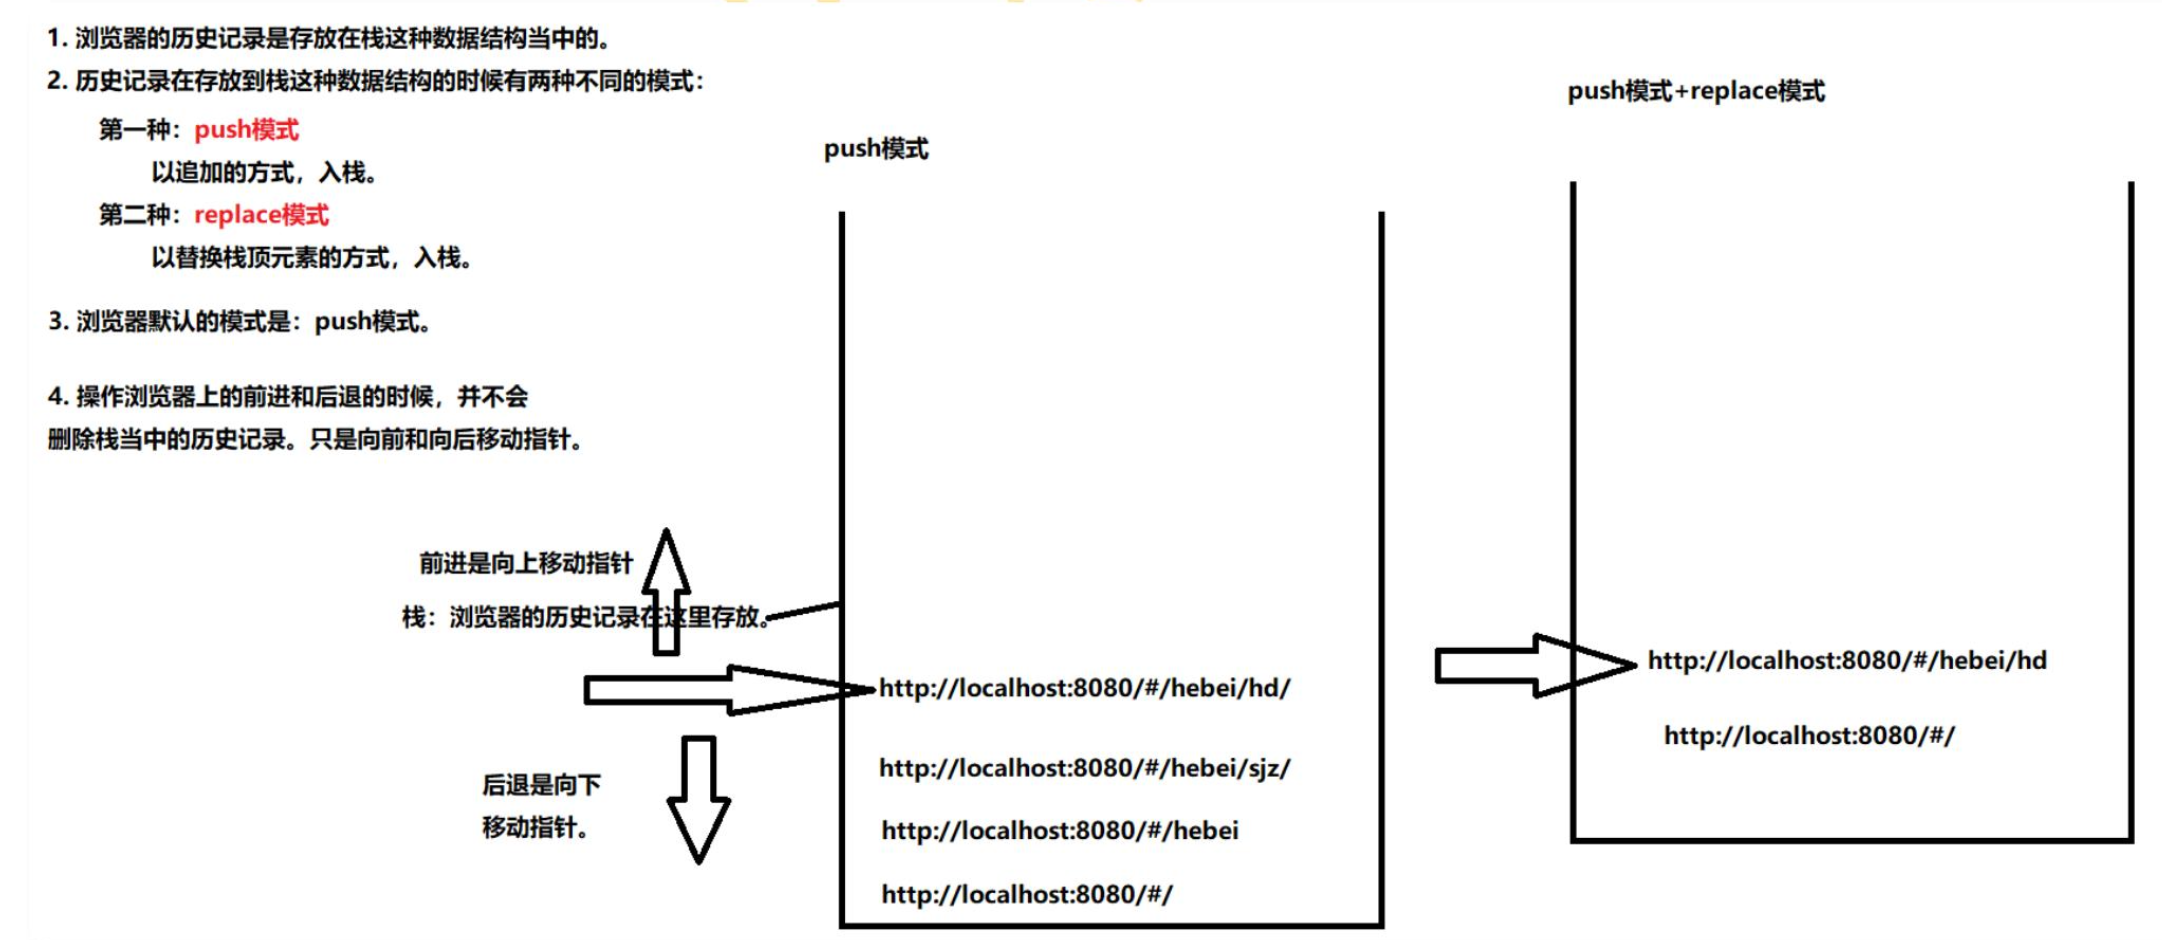 1. 浏览器的历史记录是存放在栈这种数据结构当中的。
2. 历史记录在存放到栈这种数据结构的时候有两种不同的模式：
第一种：push模式
以追加的方式，入栈。
第二种：replace模式
以替换栈顶元素的方式，入栈。
3. 浏览器默认的模式是：push模式。
4. 操作浏览器上的前进和后退的时候，并不会
删除栈当中的历史记录。只是向前和向后移动指针。
前进是向上移动指针
栈：浏览器的历史记录在这里存放。
后退是向下
移动指针。
push模式
http://localhost:8080/#/hebei/hd/
http://localhost:8080/#/hebei/sjz/
http://localhost:8080/#/hebei
http://localhost:8080/#/
push模式+replace模式
http://localhost:8080/#/hebei/hd
http://localhost:8080/#/